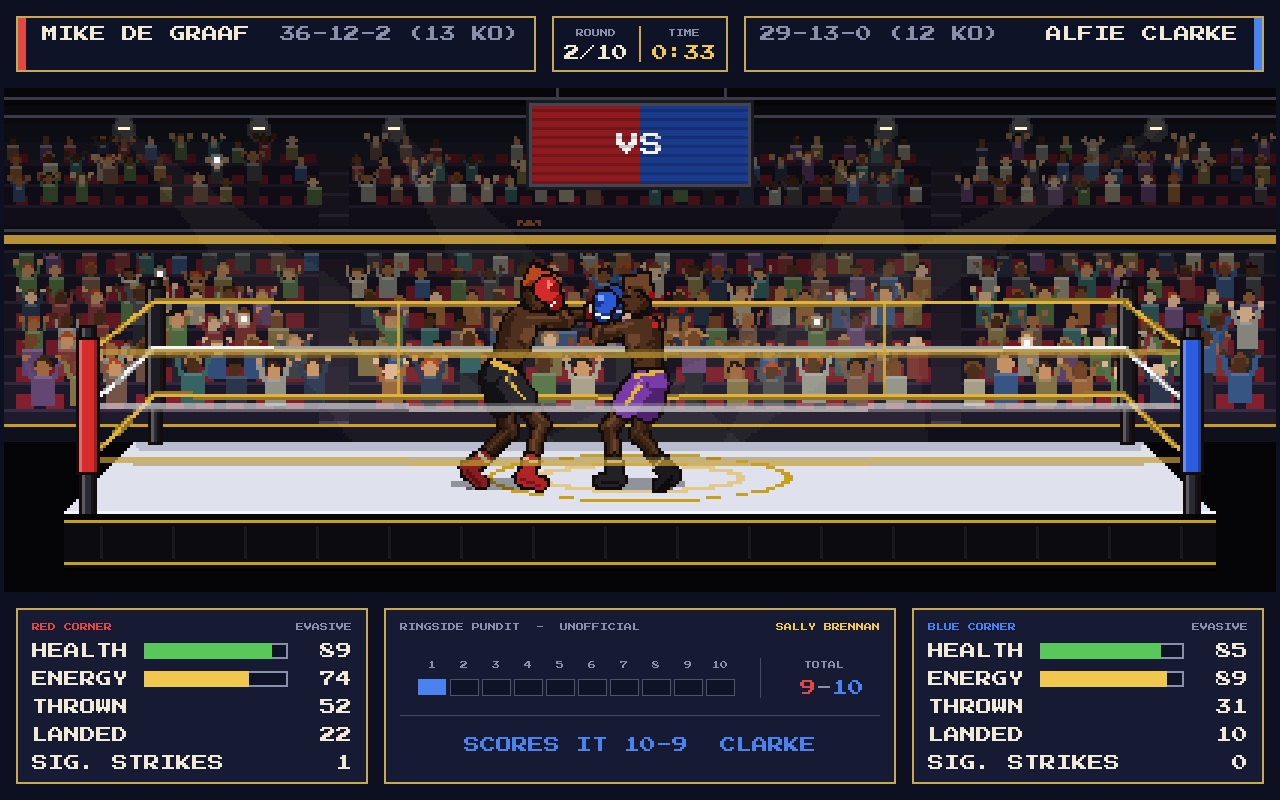 MIKE DE GRAAF 36-12-2 (13 KO)
ROUND
2/10
TIME
0:33
29-13-0 (12 KO) ALFIE CLARKE
VS
RED CORNER EVASIVE
HEALTH 89
ENERGY 74
THROWN 52
LANDED 22
SIG. STRIKES 1
RINGSIDE PUNDIT - UNOFFICIAL SALLY BRENNAN
1 2 3 4 5 6 7 8 9 10 TOTAL
9-10
SCORES IT 10-9 CLARKE
BLUE CORNER EVASIVE
HEALTH 85
ENERGY 89
THROWN 31
LANDED 10
SIG. STRIKES 0